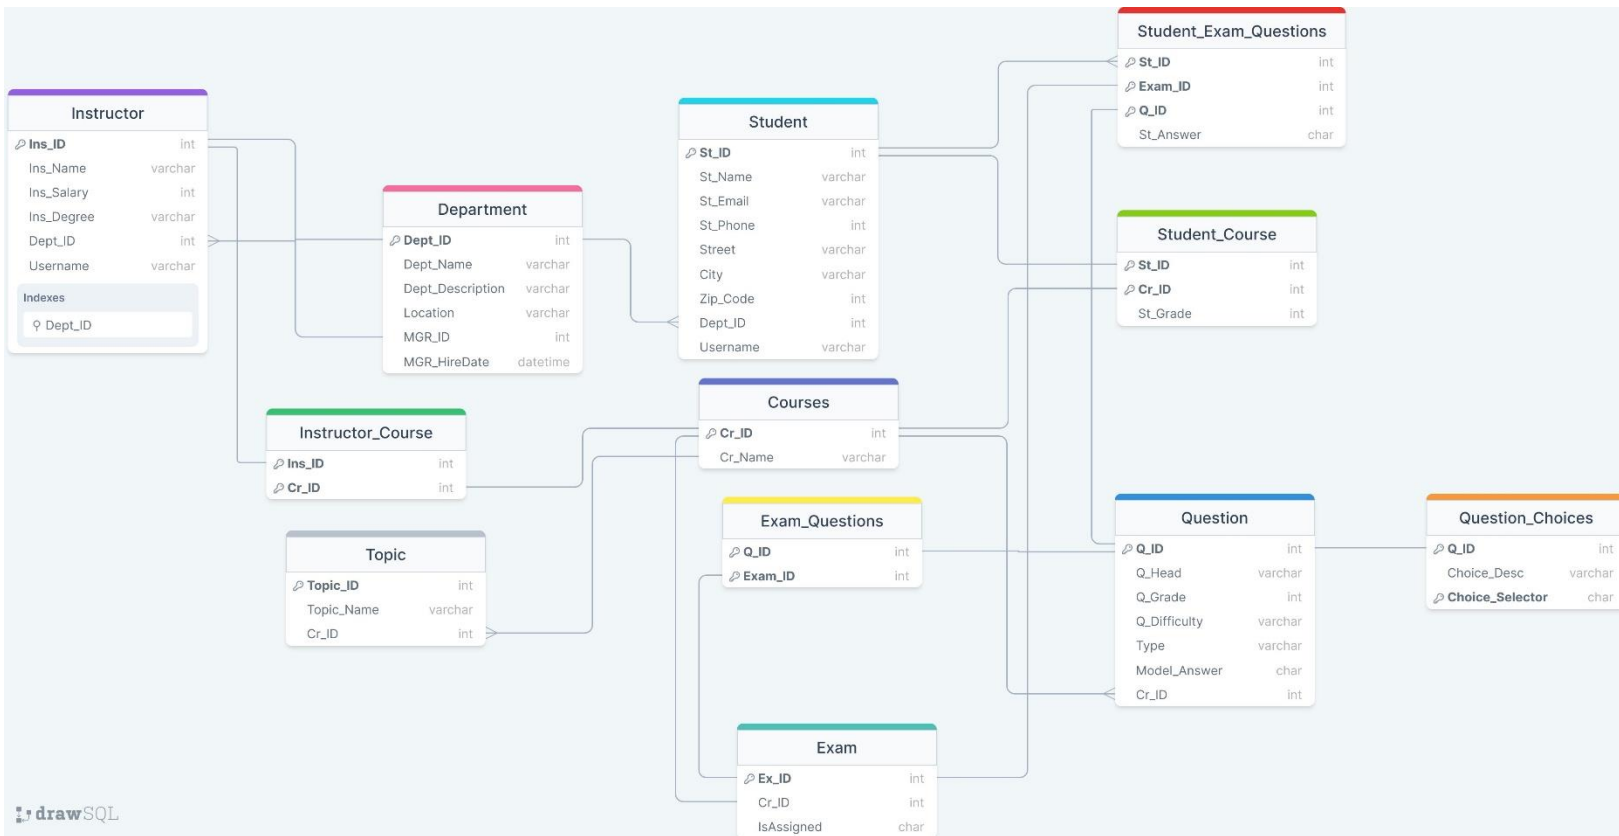 Instructor
Ins_ID int
Ins_Name varchar
Ins_Salary int
Ins_Degree varchar
Dept_ID int
Username varchar
Indexes
Dept_ID
Department
Dept_ID int
Dept_Name varchar
Dept_Description varchar
Location varchar
MGR_ID int
MGR_HireDate datetime
Student
St_ID int
St_Name varchar
St_Email varchar
St_Phone int
Street varchar
City varchar
Zip_Code int
Dept_ID int
Username varchar
Student_Exam_Questions
St_ID int
Exam_ID int
Q_ID int
St_Answer char
Student_Course
St_ID int
Cr_ID int
St_Grade int
Instructor_Course
Ins_ID int
Cr_ID int
Courses
Cr_ID int
Cr_Name varchar
Topic
Topic_ID int
Topic_Name varchar
Cr_ID int
Exam_Questions
Q_ID int
Exam_ID int
Question
Q_ID int
Q_Head varchar
Q_Grade int
Q_Difficulty varchar
Type varchar
Model_Answer char
Cr_ID int
Question_Choices
Q_ID int
Choice_Desc varchar
Choice_Selector char
Exam
Ex_ID int
Cr_ID int
IsAssigned char
drawSQL